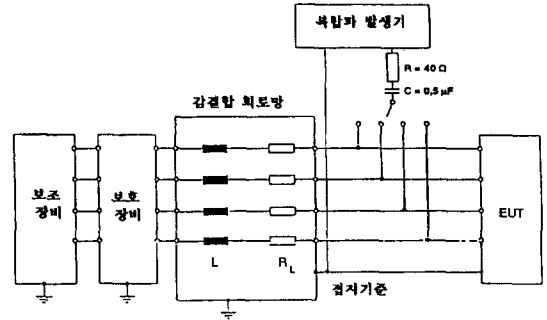 복합파 발생기
R = 40 Ω
C = 0,5 μF
감결합 회로망
보조
장비
보호
장비
L
R_L
EUT
접지기준